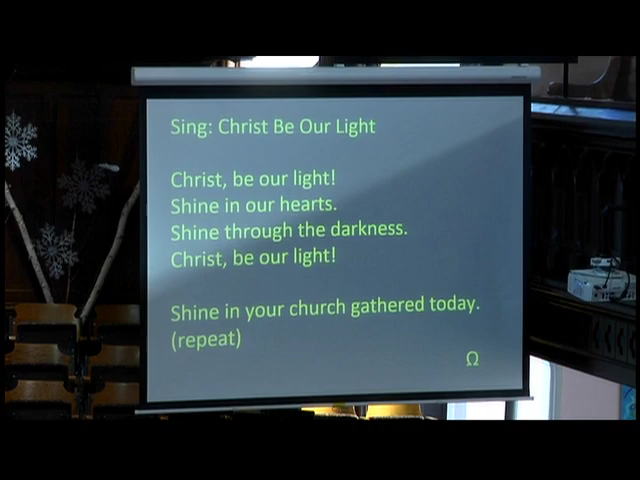 Sing: Christ Be Our Light
Christ, be our light!
Shine in our hearts.
Shine through the darkness.
Christ, be our light!
Shine in your church gathered today.
(repeat)
Ω